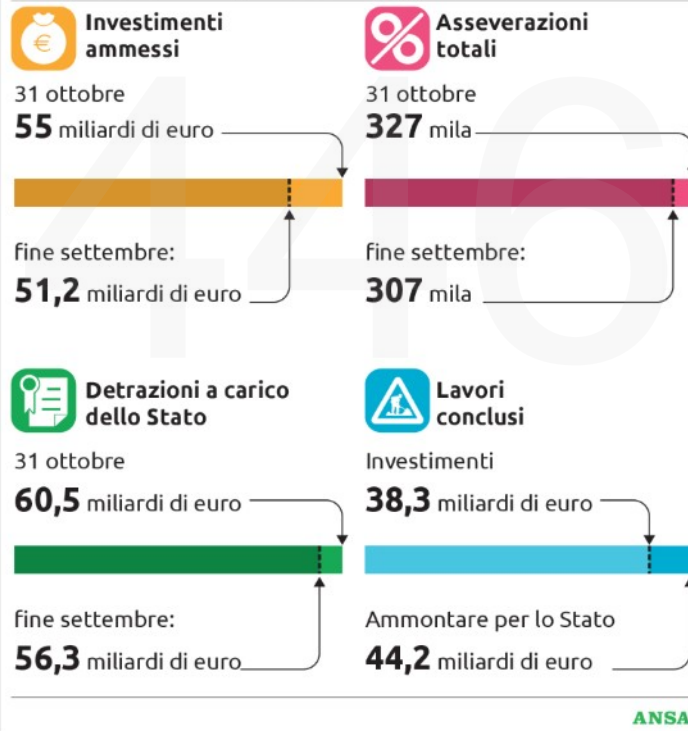 Investimenti
ammessi
31 ottobre
55 miliardi di euro
fine settembre:
51,2 miliardi di euro
Asseverazioni
totali
31 ottobre
327 mila
fine settembre:
307 mila
Detrazioni a carico
dello Stato
31 ottobre
60,5 miliardi di euro
fine settembre:
56,3 miliardi di euro
Lavori
conclusi
Investimenti
38,3 miliardi di euro
Ammontare per lo Stato
44,2 miliardi di euro
ANSA
446